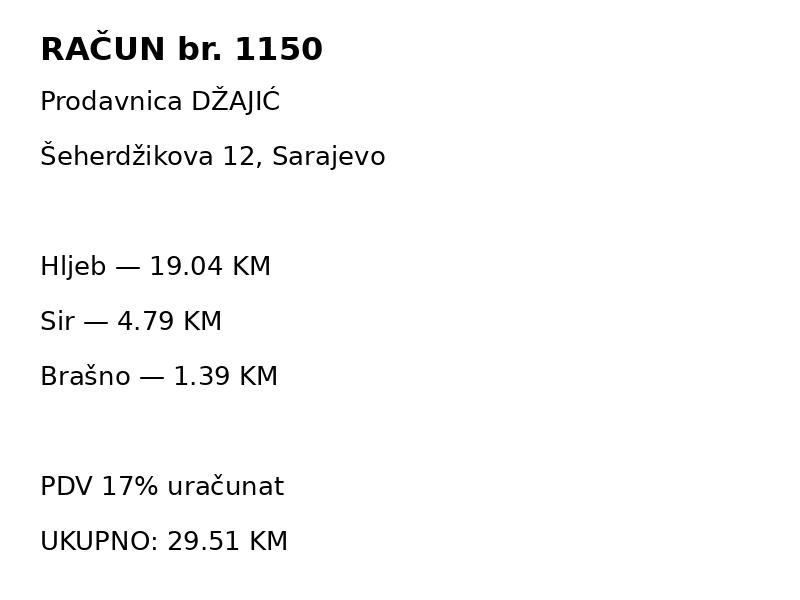 RAČUN br. 1150
Prodavnica DŽAJIĆ
Šeherdžikova 12, Sarajevo
Hljeb — 19.04 KM
Sir — 4.79 KM
Brašno — 1.39 KM
PDV 17% uračunat
UKUPNO: 29.51 KM